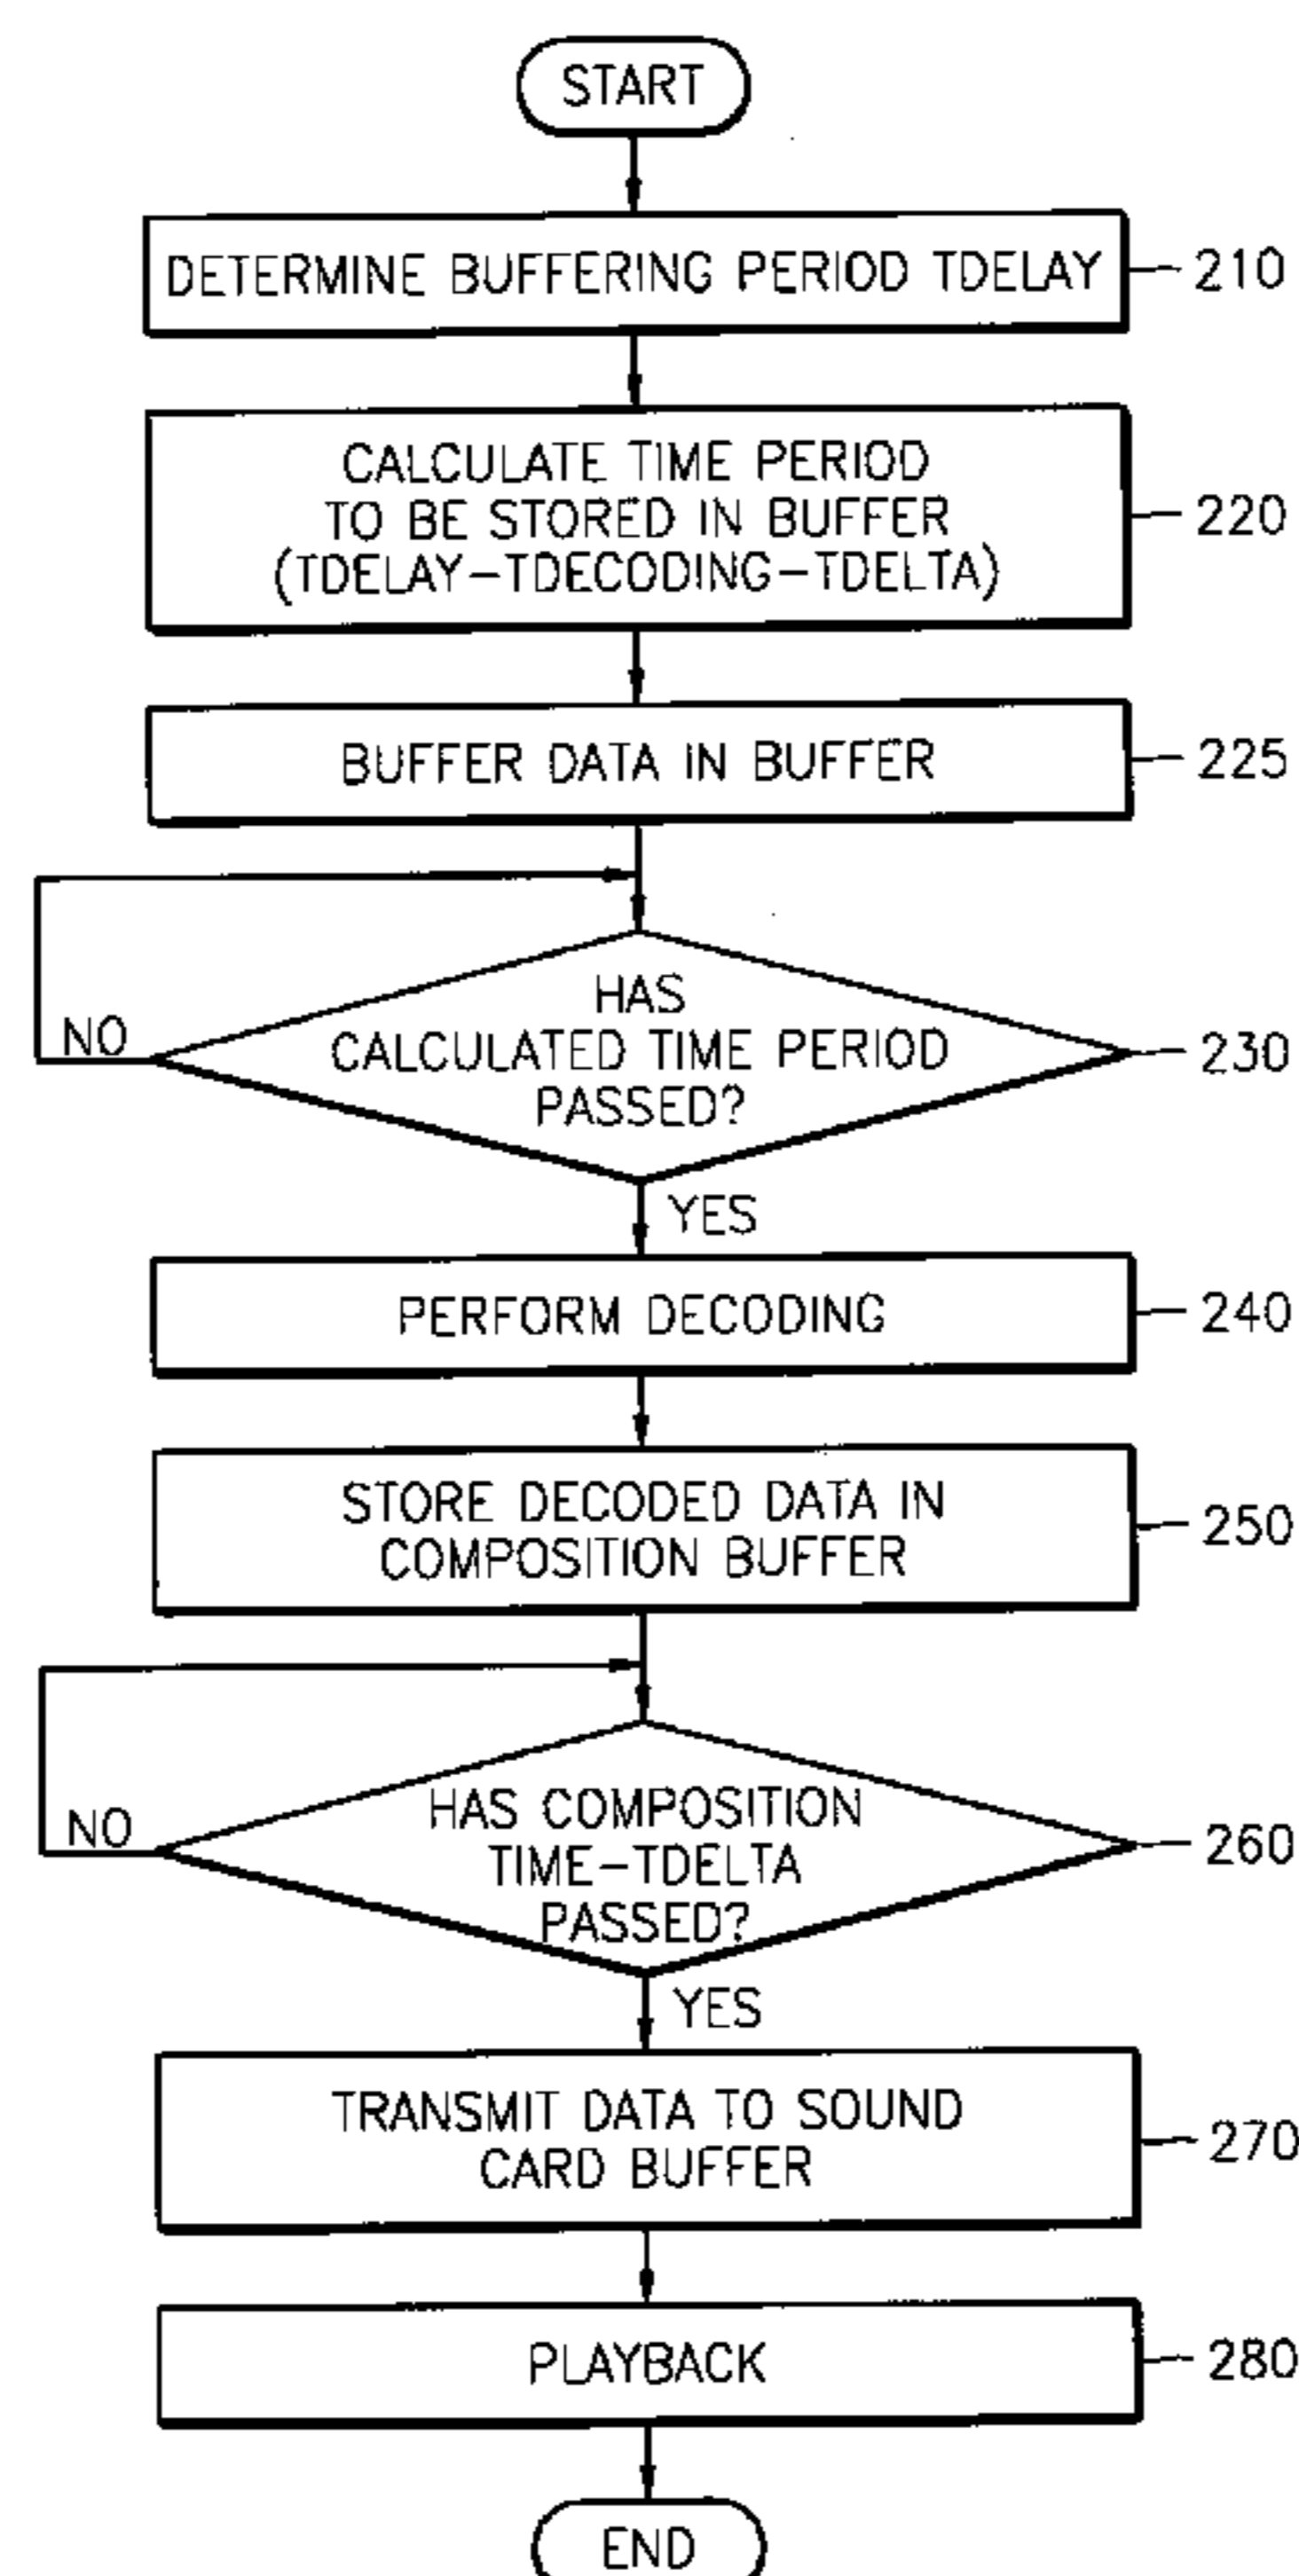 START
DETERMINE BUFFERING PERIOD TDELAY
210
CALCULATE TIME PERIOD
TO BE STORED IN BUFFER
(TDELAY-TDECODING-TDELTA)
220
BUFFER DATA IN BUFFER
225
HAS
CALCULATED TIME PERIOD
PASSED?
230
NO
YES
PERFORM DECODING
240
STORE DECODED DATA IN
COMPOSITION BUFFER
250
HAS COMPOSITION
TIME-TDELTA
PASSED?
260
NO
YES
TRANSMIT DATA TO SOUND
CARD BUFFER
270
PLAYBACK
280
END